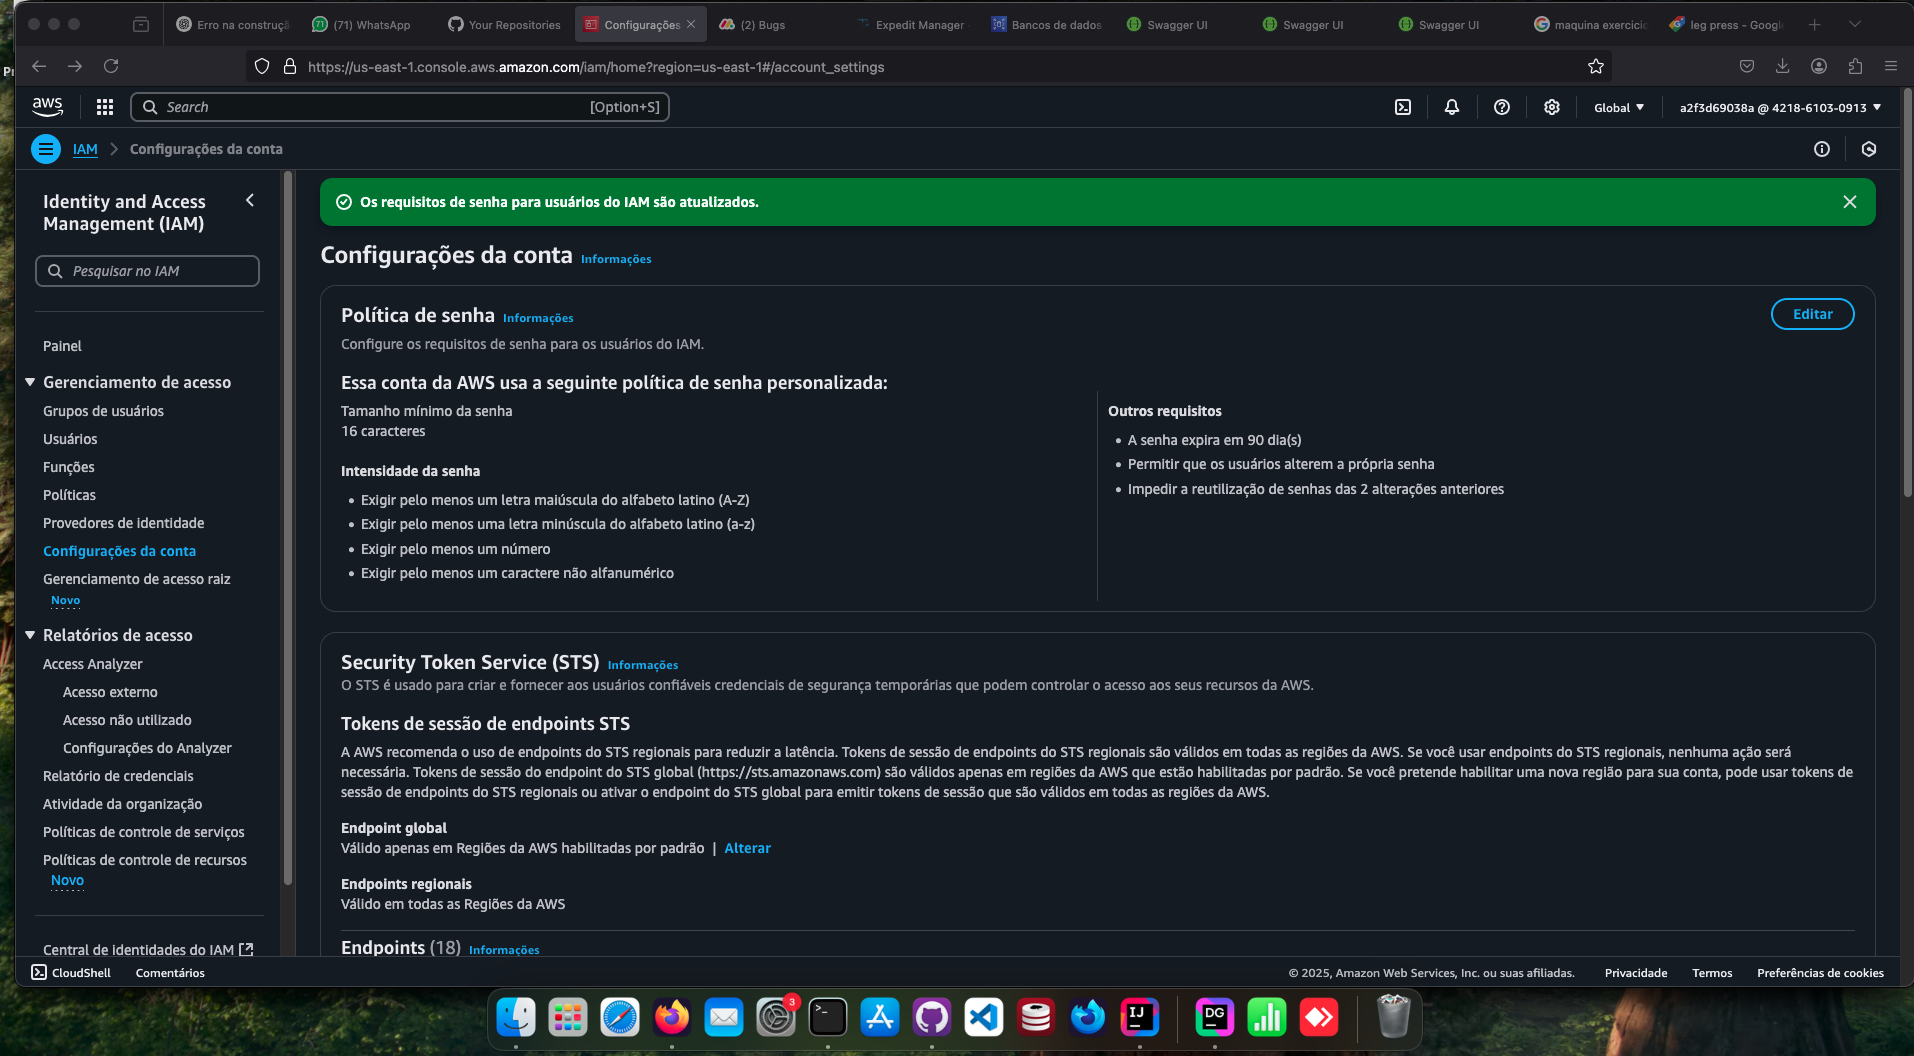 Erro na construçã
(71) WhatsApp
Your Repositories
Configurações
(2) Bugs
Expedit Manager
Bancos de dados
Swagger UI
Swagger UI
Swagger UI
maquina exercici
leg press - Google
https://us-east-1.console.aws.amazon.com/iam/home?region=us-east-1#/account_settings
aws
Search
[Option+S]
Global
a2f3d69038a @ 4218-6103-0913
IAM
Configurações da conta
Identity and Access
Management (IAM)
Pesquisar no IAM
Painel
Gerenciamento de acesso
Grupos de usuários
Usuários
Funções
Políticas
Provedores de identidade
Configurações da conta
Gerenciamento de acesso raiz
Novo
Relatórios de acesso
Access Analyzer
Acesso externo
Acesso não utilizado
Configurações do Analyzer
Relatório de credenciais
Atividade da organização
Políticas de controle de serviços
Políticas de controle de recursos
Novo
Central de identidades do IAM
Os requisitos de senha para usuários do IAM são atualizados.
Configurações da conta Informações
Política de senha Informações
Editar
Configure os requisitos de senha para os usuários do IAM.
Essa conta da AWS usa a seguinte política de senha personalizada:
Tamanho mínimo da senha
16 caracteres
Intensidade da senha
• Exigir pelo menos um letra maiúscula do alfabeto latino (A-Z)
• Exigir pelo menos uma letra minúscula do alfabeto latino (a-z)
• Exigir pelo menos um número
• Exigir pelo menos um caractere não alfanumérico
Outros requisitos
• A senha expira em 90 dia(s)
• Permitir que os usuários alterem a própria senha
• Impedir a reutilização de senhas das 2 alterações anteriores
Security Token Service (STS) Informações
O STS é usado para criar e fornecer aos usuários confiáveis credenciais de segurança temporárias que podem controlar o acesso aos seus recursos da AWS.
Tokens de sessão de endpoints STS
A AWS recomenda o uso de endpoints do STS regionais para reduzir a latência. Tokens de sessão de endpoints do STS regionais são válidos em todas as regiões da AWS. Se você usar endpoints do STS regionais, nenhuma ação será
necessária. Tokens de sessão do endpoint do STS global (https://sts.amazonaws.com) são válidos apenas em regiões da AWS que estão habilitadas por padrão. Se você pretende habilitar uma nova região para sua conta, pode usar tokens de
sessão de endpoints do STS regionais ou ativar o endpoint do STS global para emitir tokens de sessão que são válidos em todas as regiões da AWS.
Endpoint global
Válido apenas em Regiões da AWS habilitadas por padrão | Alterar
Endpoints regionais
Válido em todas as Regiões da AWS
Endpoints (18) Informações
CloudShell
Comentários
© 2025, Amazon Web Services, Inc. ou suas afiliadas.
Privacidade
Termos
Preferências de cookies
3
IJ
DG